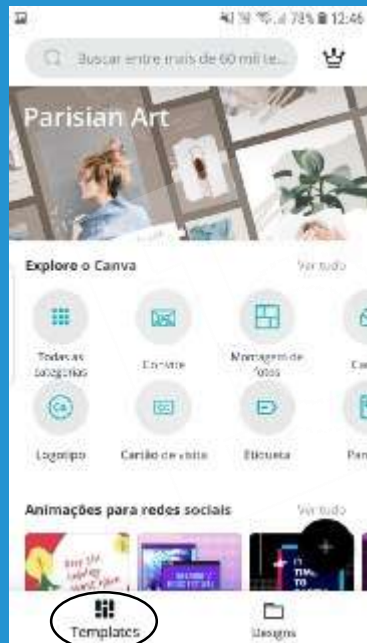 78% 12:46
Buscar entre mais de 60 mil te...
Parisian Art
Explore o Canva Ver tudo
Todas as categorias
Convite
Montagem de fotos
Logotipo
Cartão de visita
Etiqueta
Animações para redes sociais Ver tudo
Templates
Designs